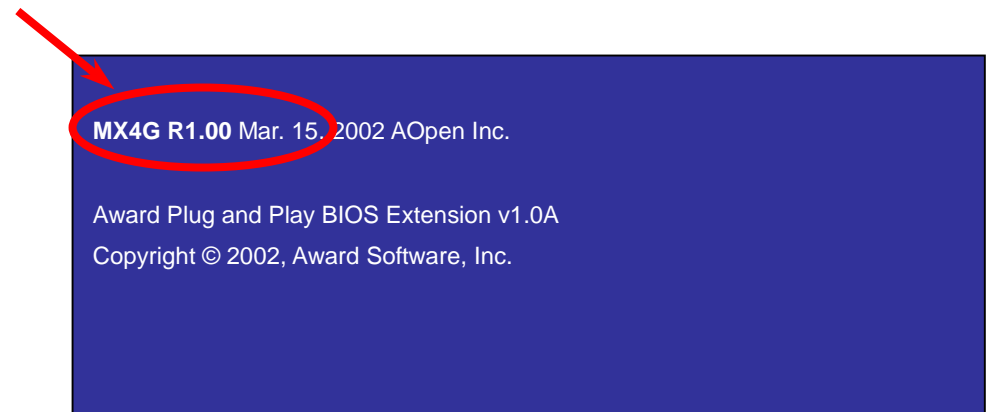 MX4G R1.00 Mar. 15. 2002 AOpen Inc.
Award Plug and Play BIOS Extension v1.0A
Copyright © 2002, Award Software, Inc.